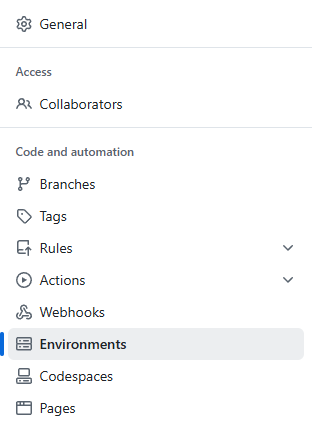 General
Access
Collaborators
Code and automation
Branches
Tags
Rules
Actions
Webhooks
Environments
Codespaces
Pages